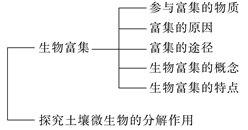 参与富集的物质
富集的原因
生物富集
富集的途径
生物富集的概念
生物富集的特点
探究土壤微生物的分解作用